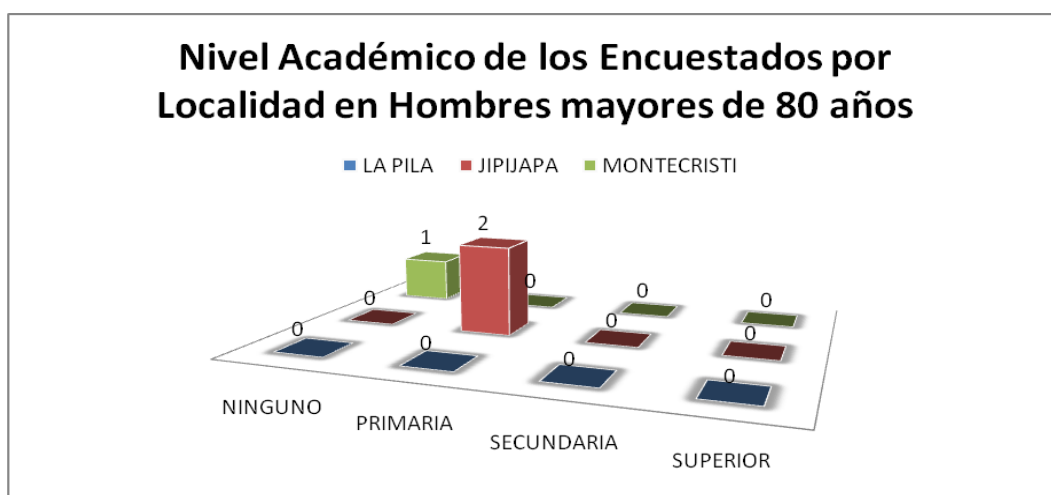 Nivel Académico de los Encuestados por
Localidad en Hombres mayores de 80 años
LA PILA JIPIJAPA MONTECRISTI
1 2 0 0 0
0 0 0
0 0 0 0
NINGUNO PRIMARIA SECUNDARIA SUPERIOR